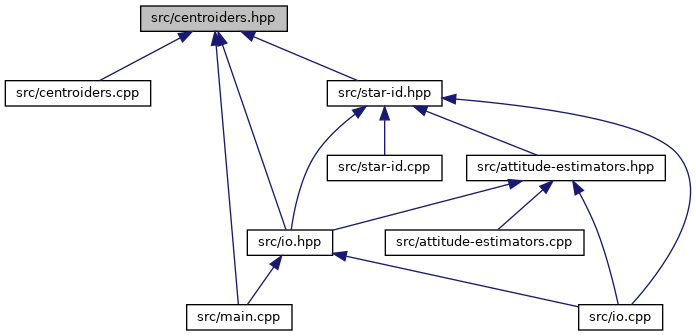 src/centroiders.hpp
src/centroiders.cpp
src/star-id.hpp
src/star-id.cpp
src/attitude-estimators.hpp
src/io.hpp
src/attitude-estimators.cpp
src/main.cpp
src/io.cpp